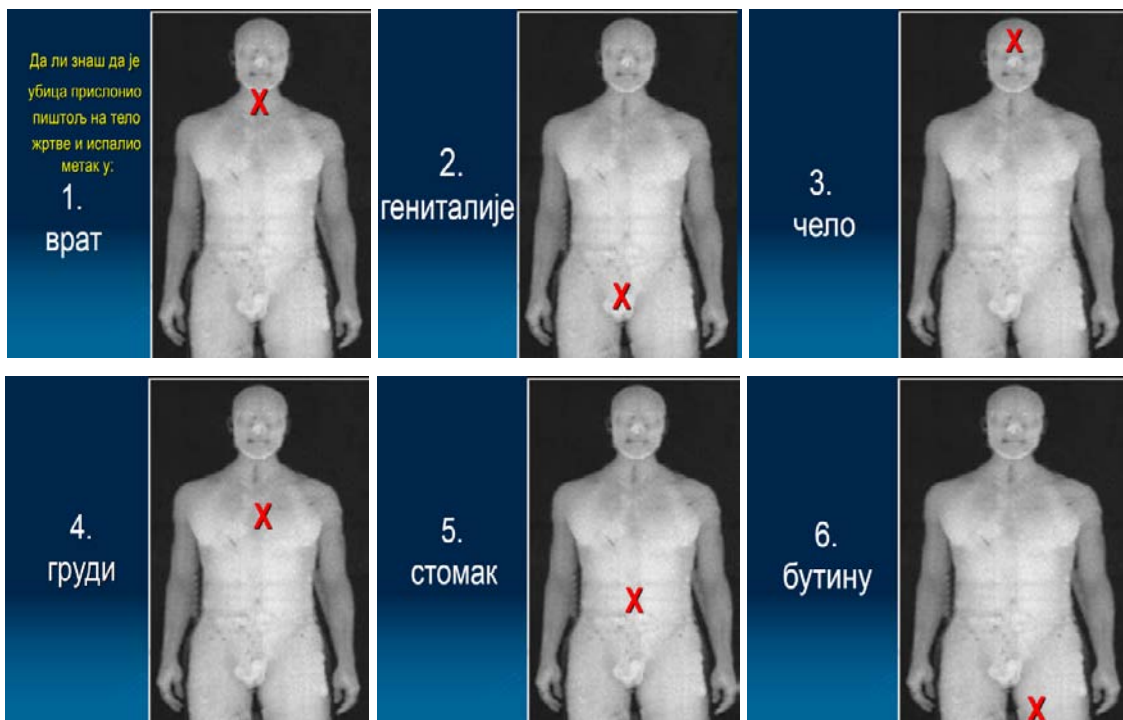 Да ли знаш да је
убица прислонио
пиштољ на тело
жртве и испалио
метак у:
1.
врат
X
2.
гениталије
X
3.
чело
X
4.
груди
X
5.
стомак
X
6.
бутину
X